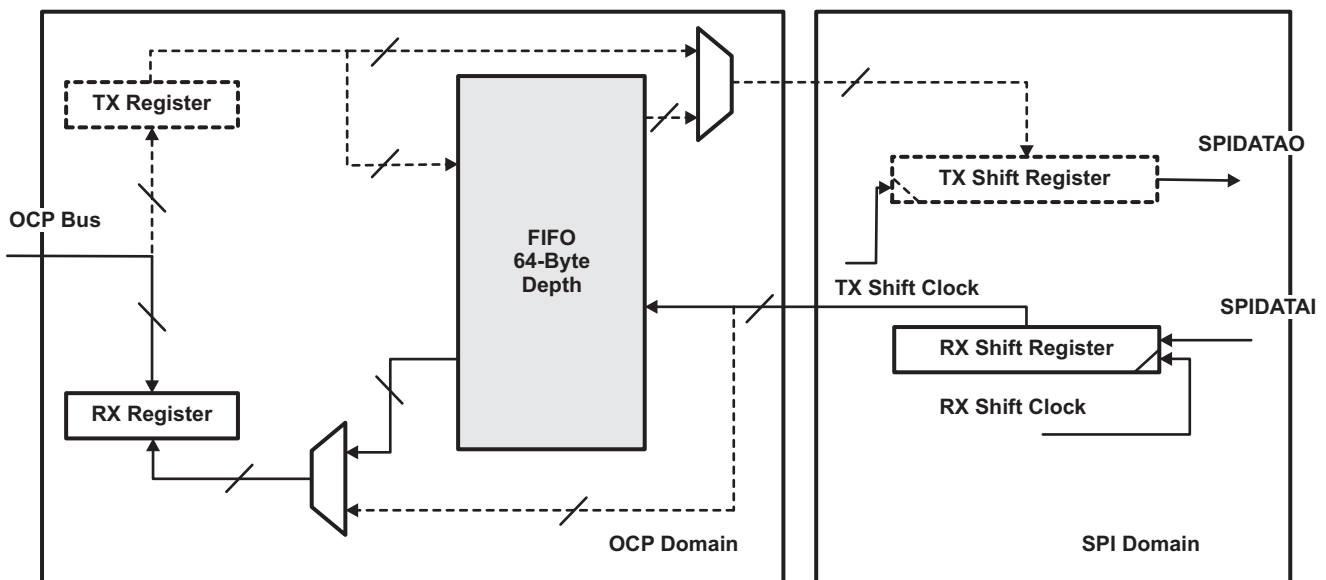 TX Register
SPIDATAO
TX Shift Register
OCP Bus
FIFO
64-Byte
Depth
TX Shift Clock
SPIDATAI
RX Shift Register
RX Register
RX Shift Clock
OCP Domain
SPI Domain